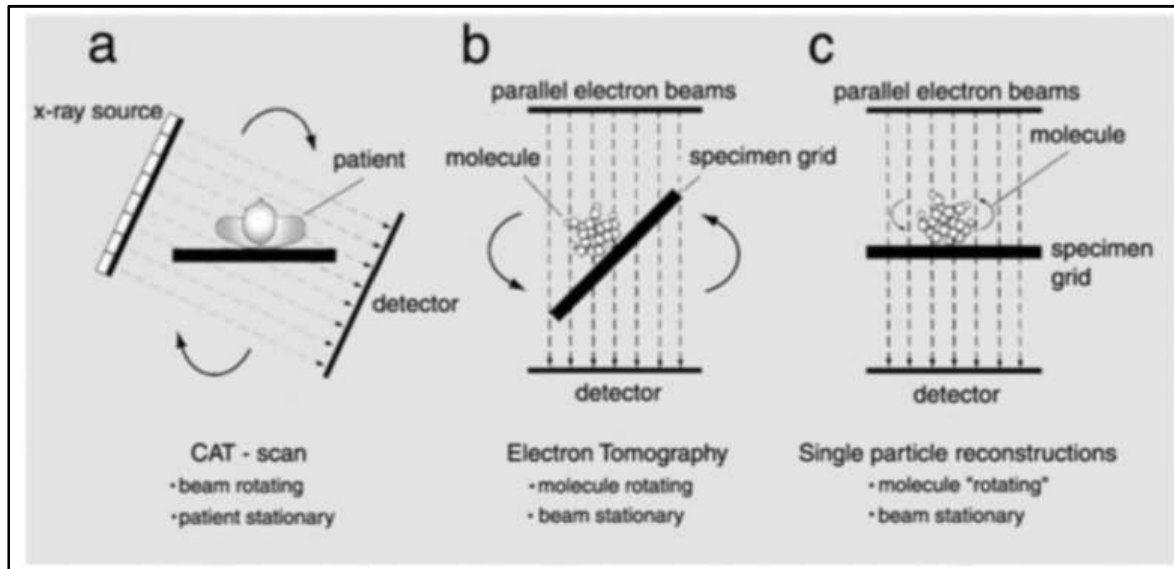 a
x-ray source
patient
detector
CAT - scan
• beam rotating
• patient stationary
b
parallel electron beams
molecule
specimen grid
detector
Electron Tomography
• molecule rotating
• beam stationary
c
parallel electron beams
molecule
specimen
grid
detector
Single particle reconstructions
• molecule "rotating"
• beam stationary